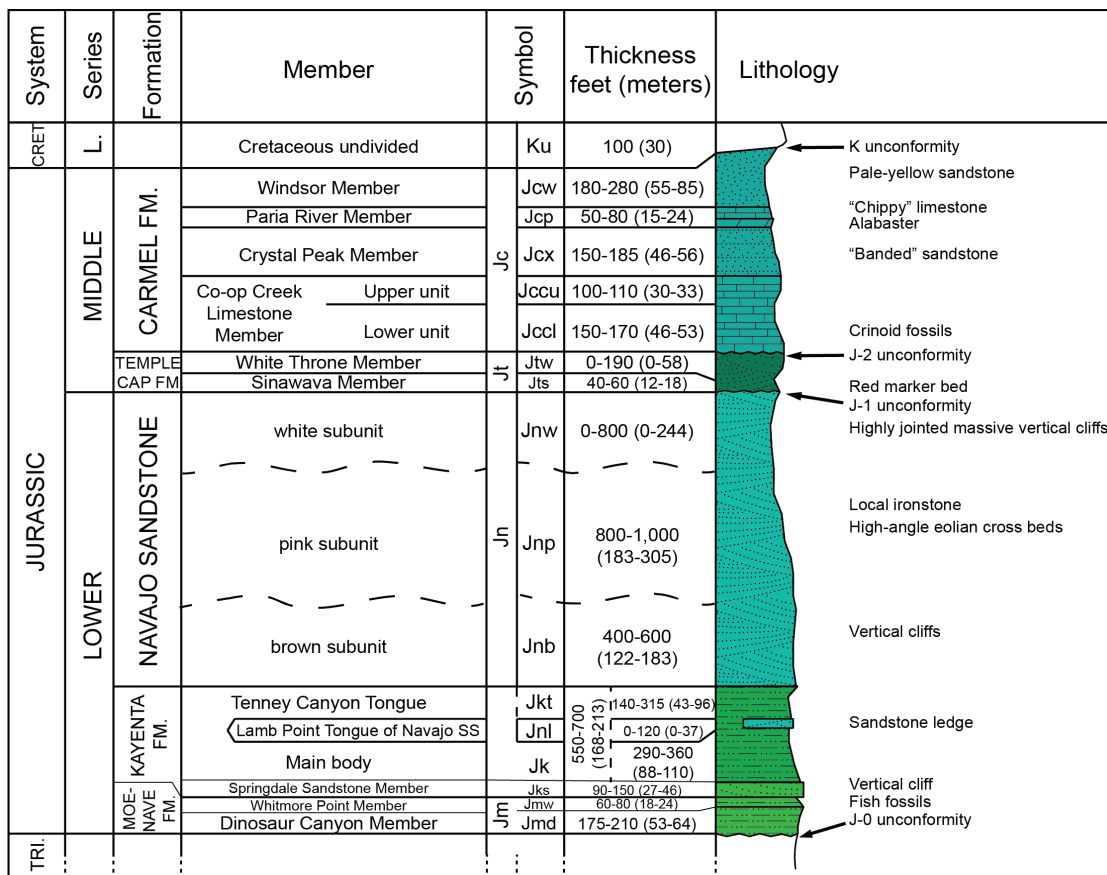 System
Series
Formation
Member
Symbol
Thickness
feet (meters)
Lithology
CRET
L.
Cretaceous undivided
Ku
100 (30)
K unconformity
JURASSIC
MIDDLE
CARMEL FM.
Jc
Windsor Member
Jcw
180-280 (55-85)
Pale-yellow sandstone
Paria River Member
Jcp
50-80 (15-24)
“Chippy” limestone
Alabaster
Crystal Peak Member
Jcx
150-185 (46-56)
“Banded” sandstone
Co-op Creek
Limestone
Member
Upper unit
Jccu
100-110 (30-33)
Lower unit
Jccl
150-170 (46-53)
Crinoid fossils
J-2 unconformity
TEMPLE
CAP FM.
Jt
White Throne Member
Jtw
0-190 (0-58)
Sinawava Member
Jts
40-60 (12-18)
Red marker bed
J-1 unconformity
LOWER
NAVAJO SANDSTONE
Jn
white subunit
Jnw
0-800 (0-244)
Highly jointed massive vertical cliffs
Local ironstone
High-angle eolian cross beds
pink subunit
Jnp
800-1,000
(183-305)
brown subunit
Jnb
400-600
(122-183)
Vertical cliffs
KAYENTA
FM.
550-700
(168-213)
Tenney Canyon Tongue
Jkt
140-315 (43-96)
Lamb Point Tongue of Navajo SS
Jnl
0-120 (0-37)
Sandstone ledge
Main body
Jk
290-360
(88-110)
Springdale Sandstone Member
Jks
90-150 (27-46)
Vertical cliff
MOE-
NAVE
FM.
Jm
Whitmore Point Member
Jmw
60-80 (18-24)
Fish fossils
Dinosaur Canyon Member
Jmd
175-210 (53-64)
J-0 unconformity
TRI.